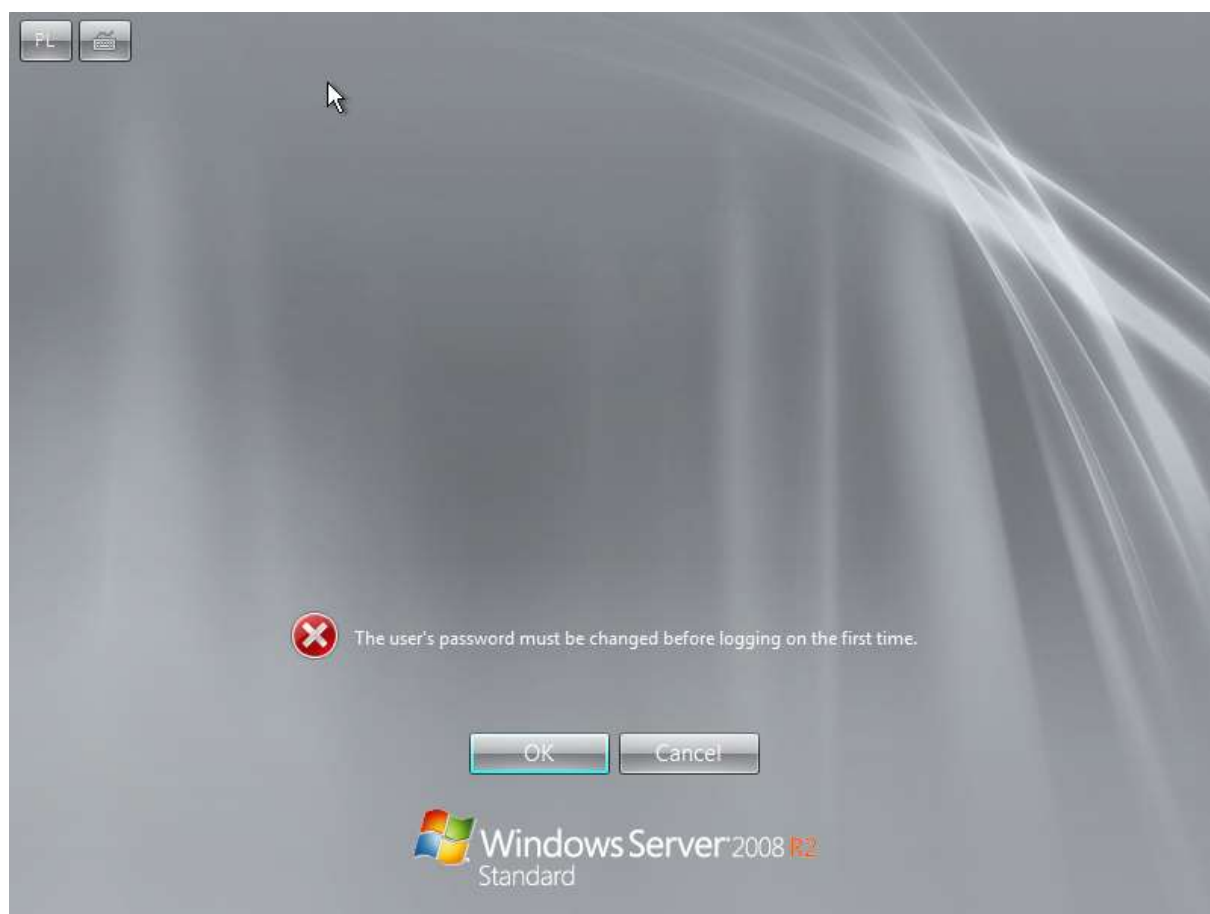 PL
The user's password must be changed before logging on the first time.
OK
Cancel
Windows Server 2008 R2
Standard